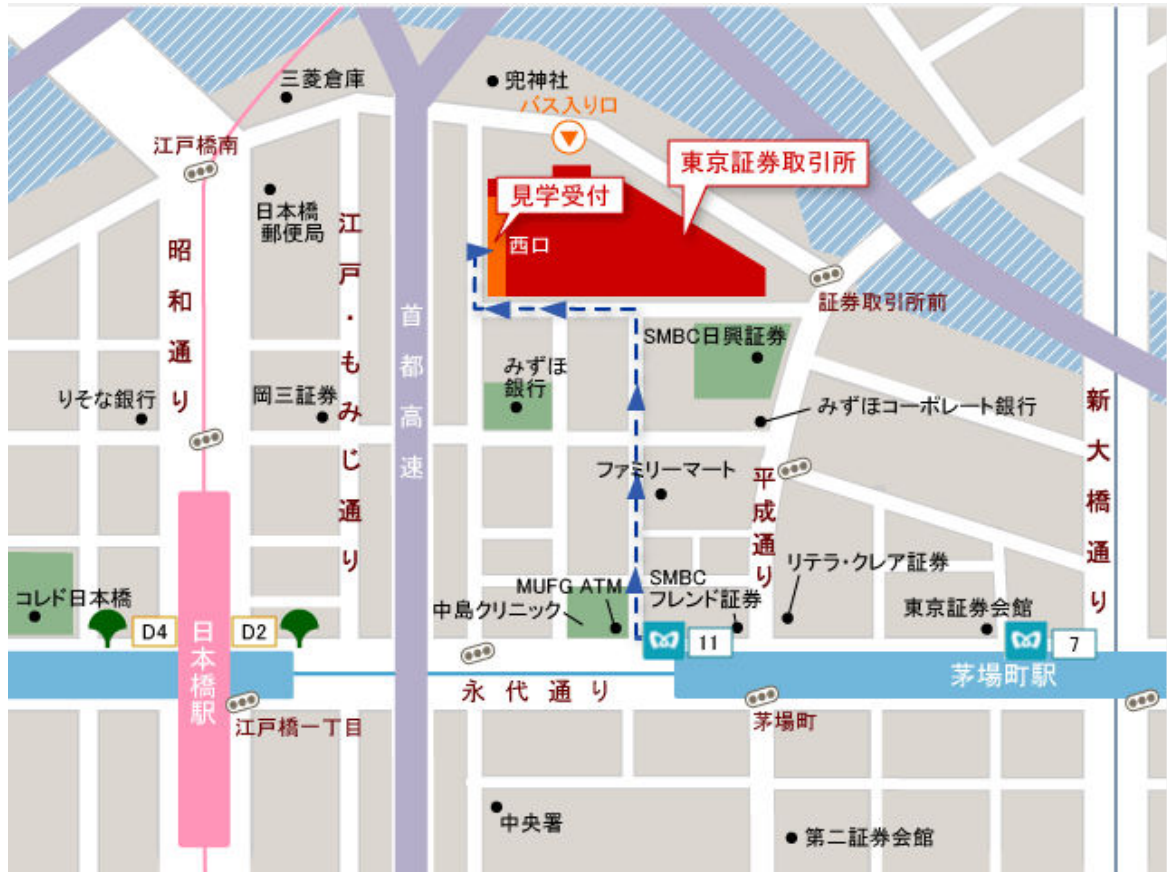 三菱倉庫
兜神社
バス入り口
江戸橋南
東京証券取引所
見学受付
日本橋
郵便局
西口
江戸・もみじ通り
昭和通り
首都高速
証券取引所前
SMBC日興証券
みずほ
銀行
りそな銀行
岡三証券
みずほコーポレート銀行
新大橋通り
ファミリーマート
平成通り
リテラ・クレア証券
コレド日本橋
MUFG ATM
中島クリニック
SMBC
フレンド証券
東京証券会館
D4
D2
11
7
日本橋駅
茅場町駅
永代通り
江戸橋一丁目
茅場町
中央署
第二証券会館